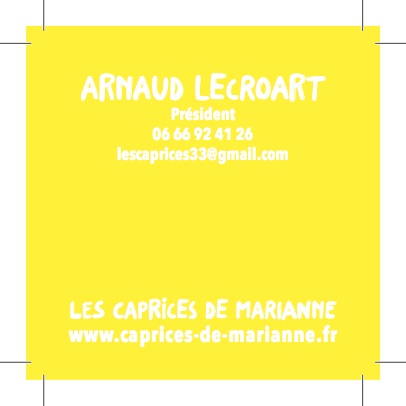 ARNAUD LECROART
Président
06 66 92 41 26
lescaprices33@gmail.com
LES CAPRICES DE MARIANNE
www.caprices-de-marianne.fr